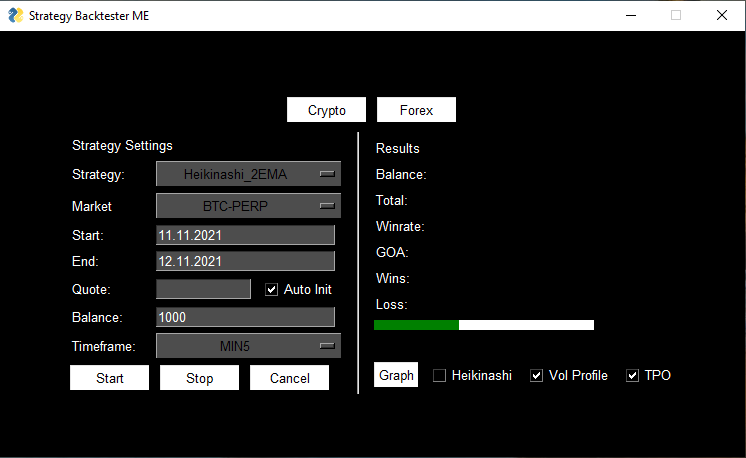 Strategy Backtester ME
Crypto Forex
Strategy Settings
Strategy: Heikinashi_2EMA
Market BTC-PERP
Start: 11.11.2021
End: 12.11.2021
Quote: Auto Init
Balance: 1000
Timeframe: MIN5
Start Stop Cancel
Results
Balance:
Total:
Winrate:
GOA:
Wins:
Loss:
Graph Heikinashi Vol Profile TPO